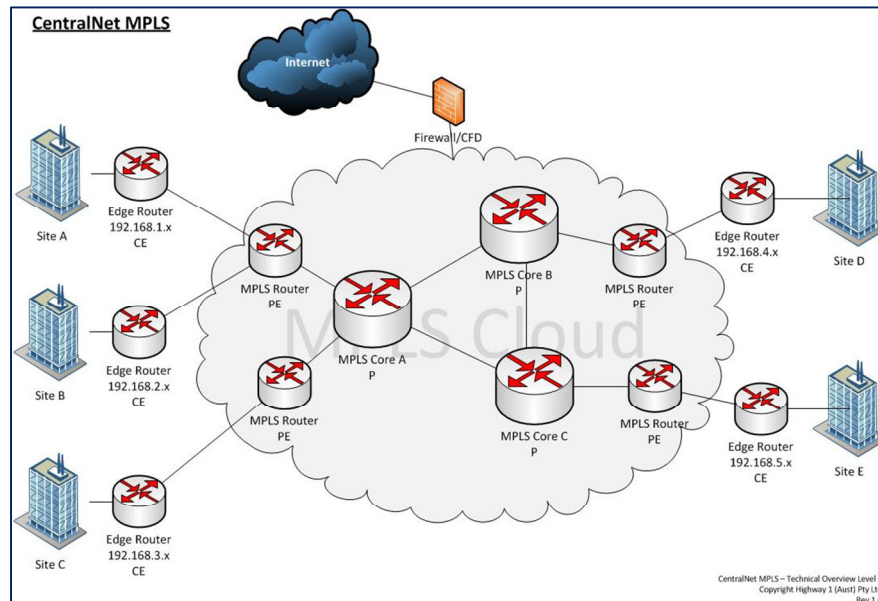 CentralNet MPLS
Internet
Firewall/CFD
Site A
Edge Router
192.168.1.x
CE
Site B
Edge Router
192.168.2.x
CE
Site C
Edge Router
192.168.3.x
CE
MPLS Router
PE
MPLS Router
PE
MPLS Core A
P
MPLS Core B
P
MPLS Core C
P
MPLS Cloud
MPLS Router
PE
MPLS Router
PE
Edge Router
192.168.4.x
CE
Site D
Edge Router
192.168.5.x
CE
Site E
CentralNet MPLS – Technical Overview Level
Copyright Highway 1 (Aust) Pty Lt
Rev 1